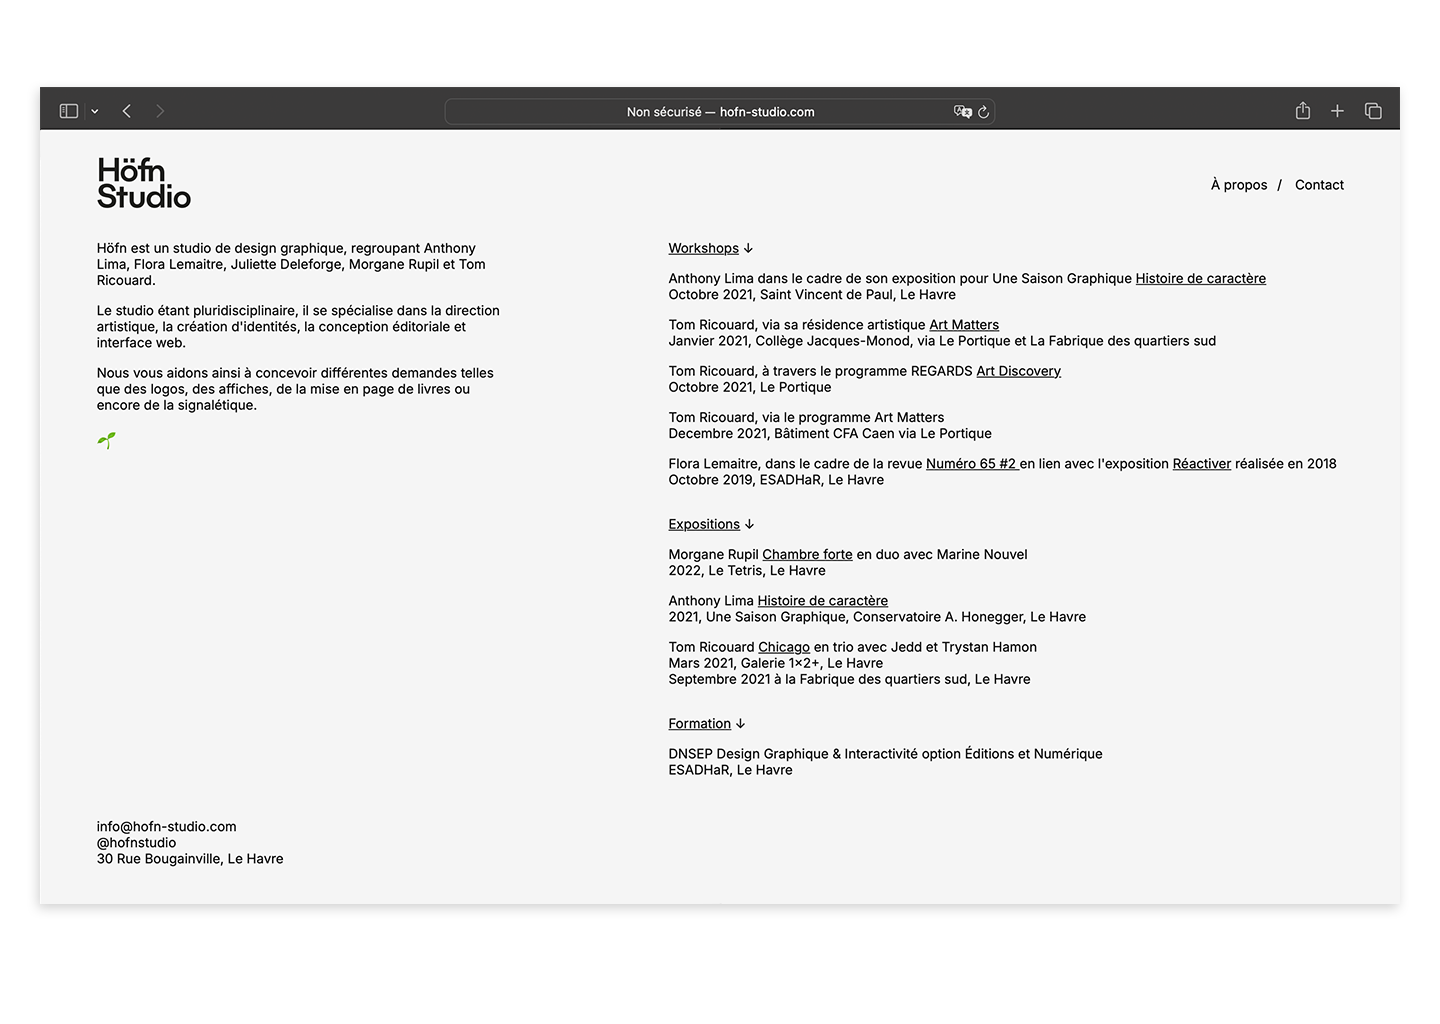 Non sécurisé — hofn-studio.com
Höfn
Studio
À propos / Contact
Höfn est un studio de design graphique, regroupant Anthony
Lima, Flora Lemaitre, Juliette Deleforge, Morgane Rupil et Tom
Ricouard.
Le studio étant pluridisciplinaire, il se spécialise dans la direction
artistique, la création d'identités, la conception éditoriale et
interface web.
Nous vous aidons ainsi à concevoir différentes demandes telles
que des logos, des affiches, de la mise en page de livres ou
encore de la signalétique.
Workshops ↓
Anthony Lima dans le cadre de son exposition pour Une Saison Graphique Histoire de caractère
Octobre 2021, Saint Vincent de Paul, Le Havre
Tom Ricouard, via sa résidence artistique Art Matters
Janvier 2021, Collège Jacques-Monod, via Le Portique et La Fabrique des quartiers sud
Tom Ricouard, à travers le programme REGARDS Art Discovery
Octobre 2021, Le Portique
Tom Ricouard, via le programme Art Matters
Decembre 2021, Bâtiment CFA Caen via Le Portique
Flora Lemaitre, dans le cadre de la revue Numéro 65 #2 en lien avec l'exposition Réactiver réalisée en 2018
Octobre 2019, ESADHaR, Le Havre
Expositions ↓
Morgane Rupil Chambre forte en duo avec Marine Nouvel
2022, Le Tetris, Le Havre
Anthony Lima Histoire de caractère
2021, Une Saison Graphique, Conservatoire A. Honegger, Le Havre
Tom Ricouard Chicago en trio avec Jedd et Trystan Hamon
Mars 2021, Galerie 1×2+, Le Havre
Septembre 2021 à la Fabrique des quartiers sud, Le Havre
Formation ↓
DNSEP Design Graphique & Interactivité option Éditions et Numérique
ESADHaR, Le Havre
info@hofn-studio.com
@hofnstudio
30 Rue Bougainville, Le Havre